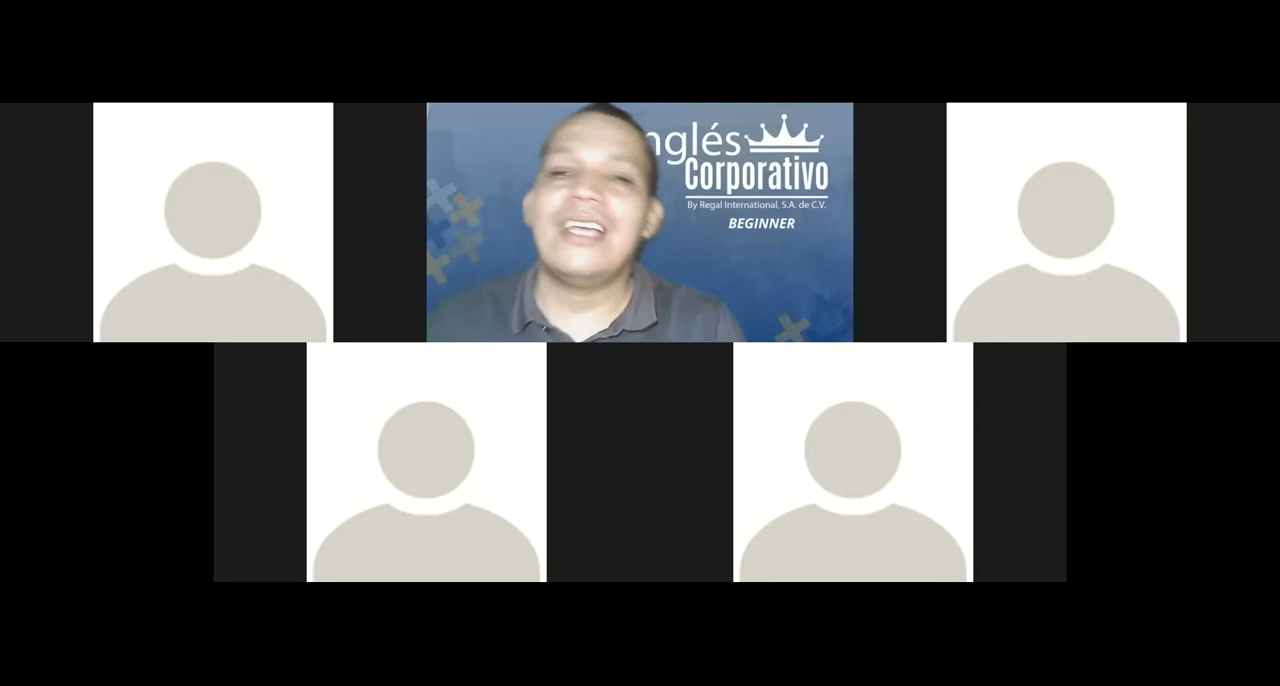 nglés
Corporativo
By Regal International, S.A. de C.V.
BEGINNER